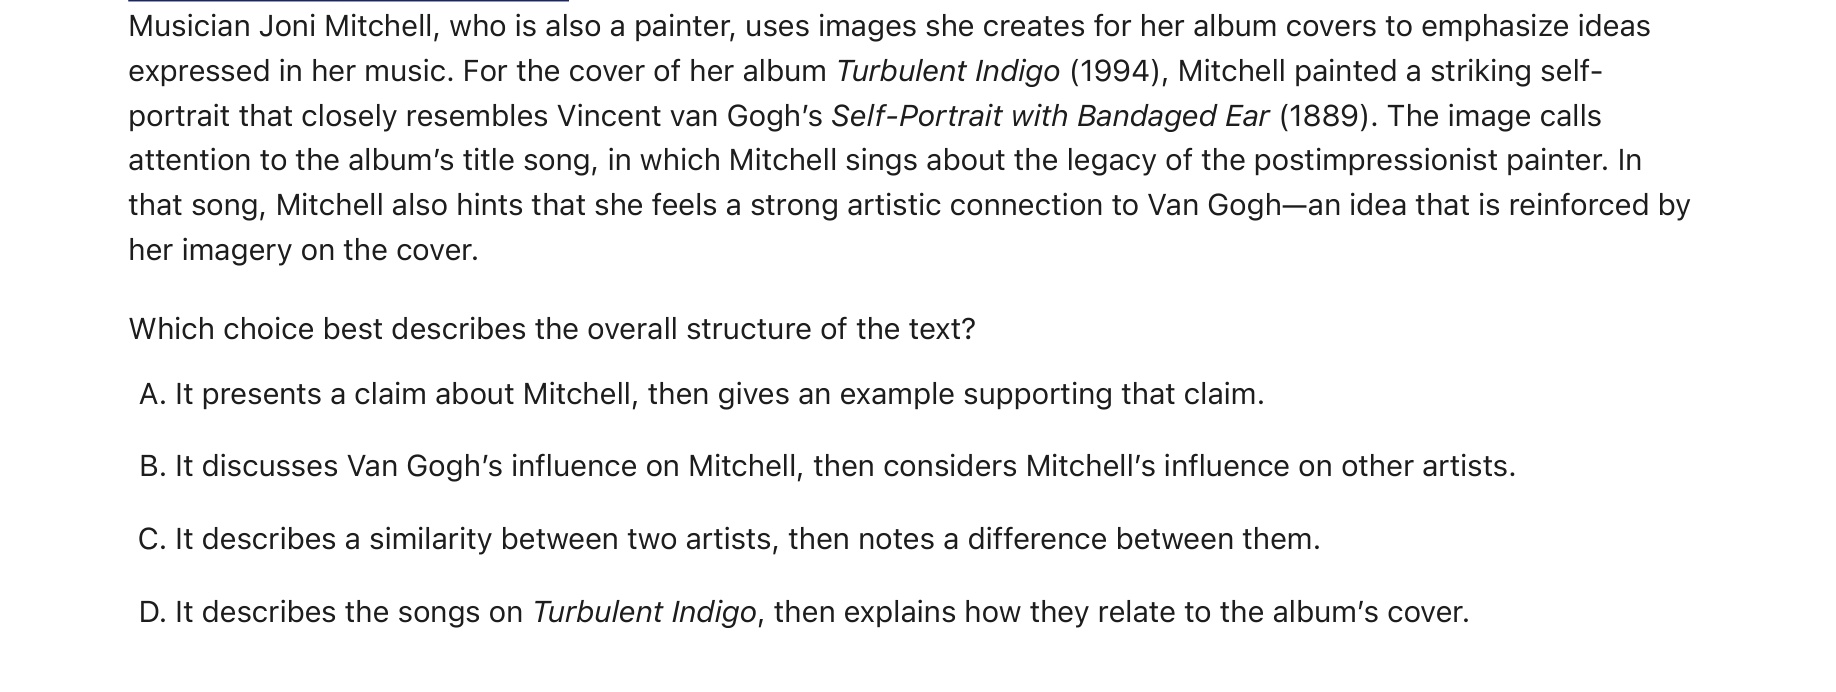 Musician Joni Mitchell, who is also a painter, uses images she creates for her album covers to emphasize ideas
expressed in her music. For the cover of her album Turbulent Indigo (1994), Mitchell painted a striking self-
portrait that closely resembles Vincent van Gogh’s Self-Portrait with Bandaged Ear (1889). The image calls
attention to the album’s title song, in which Mitchell sings about the legacy of the postimpressionist painter. In
that song, Mitchell also hints that she feels a strong artistic connection to Van Gogh—an idea that is reinforced by
her imagery on the cover.
Which choice best describes the overall structure of the text?
A. It presents a claim about Mitchell, then gives an example supporting that claim.
B. It discusses Van Gogh’s influence on Mitchell, then considers Mitchell’s influence on other artists.
C. It describes a similarity between two artists, then notes a difference between them.
D. It describes the songs on Turbulent Indigo, then explains how they relate to the album’s cover.